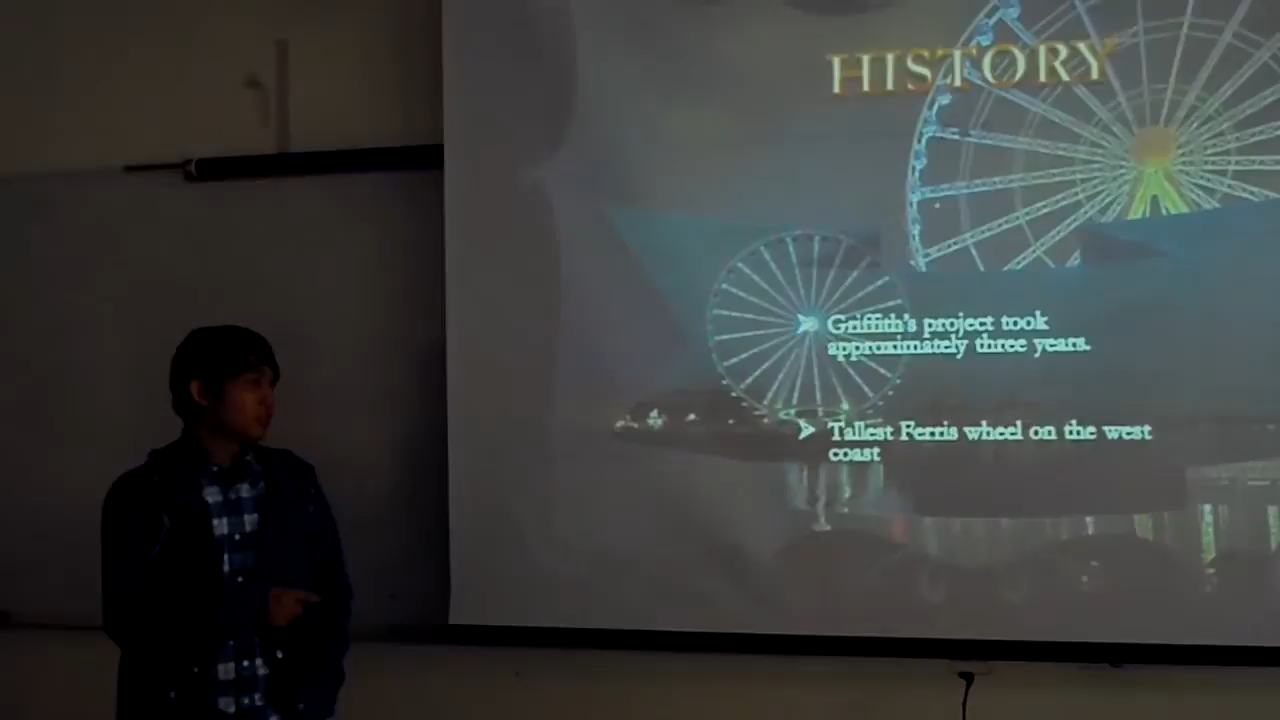 HISTORY
Griffith's project took
approximately three years.
Tallest Ferris wheel on the west
coast